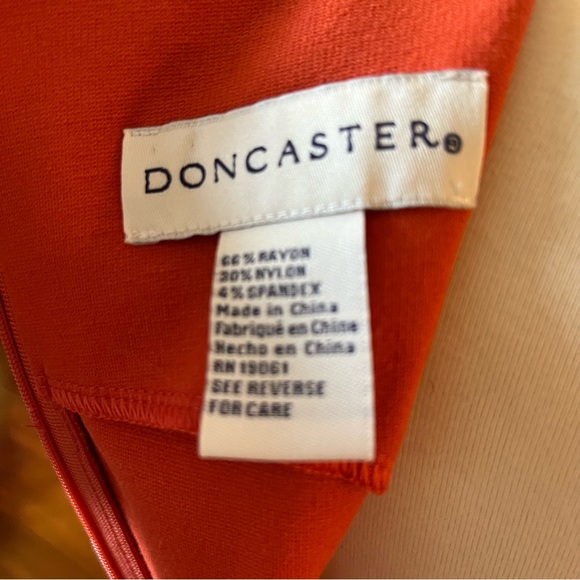 DONCASTER®
66% RAYON
30% NYLON
4% SPANDEX
Made in China
Fabriqué en Chine
Hecho en China
RN 15061
SEE REVERSE
FOR CARE